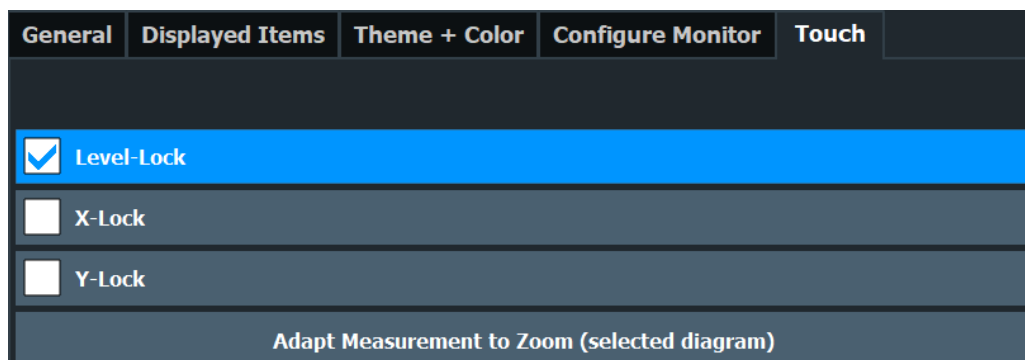 General Displayed Items Theme + Color Configure Monitor Touch
Level-Lock
X-Lock
Y-Lock
Adapt Measurement to Zoom (selected diagram)